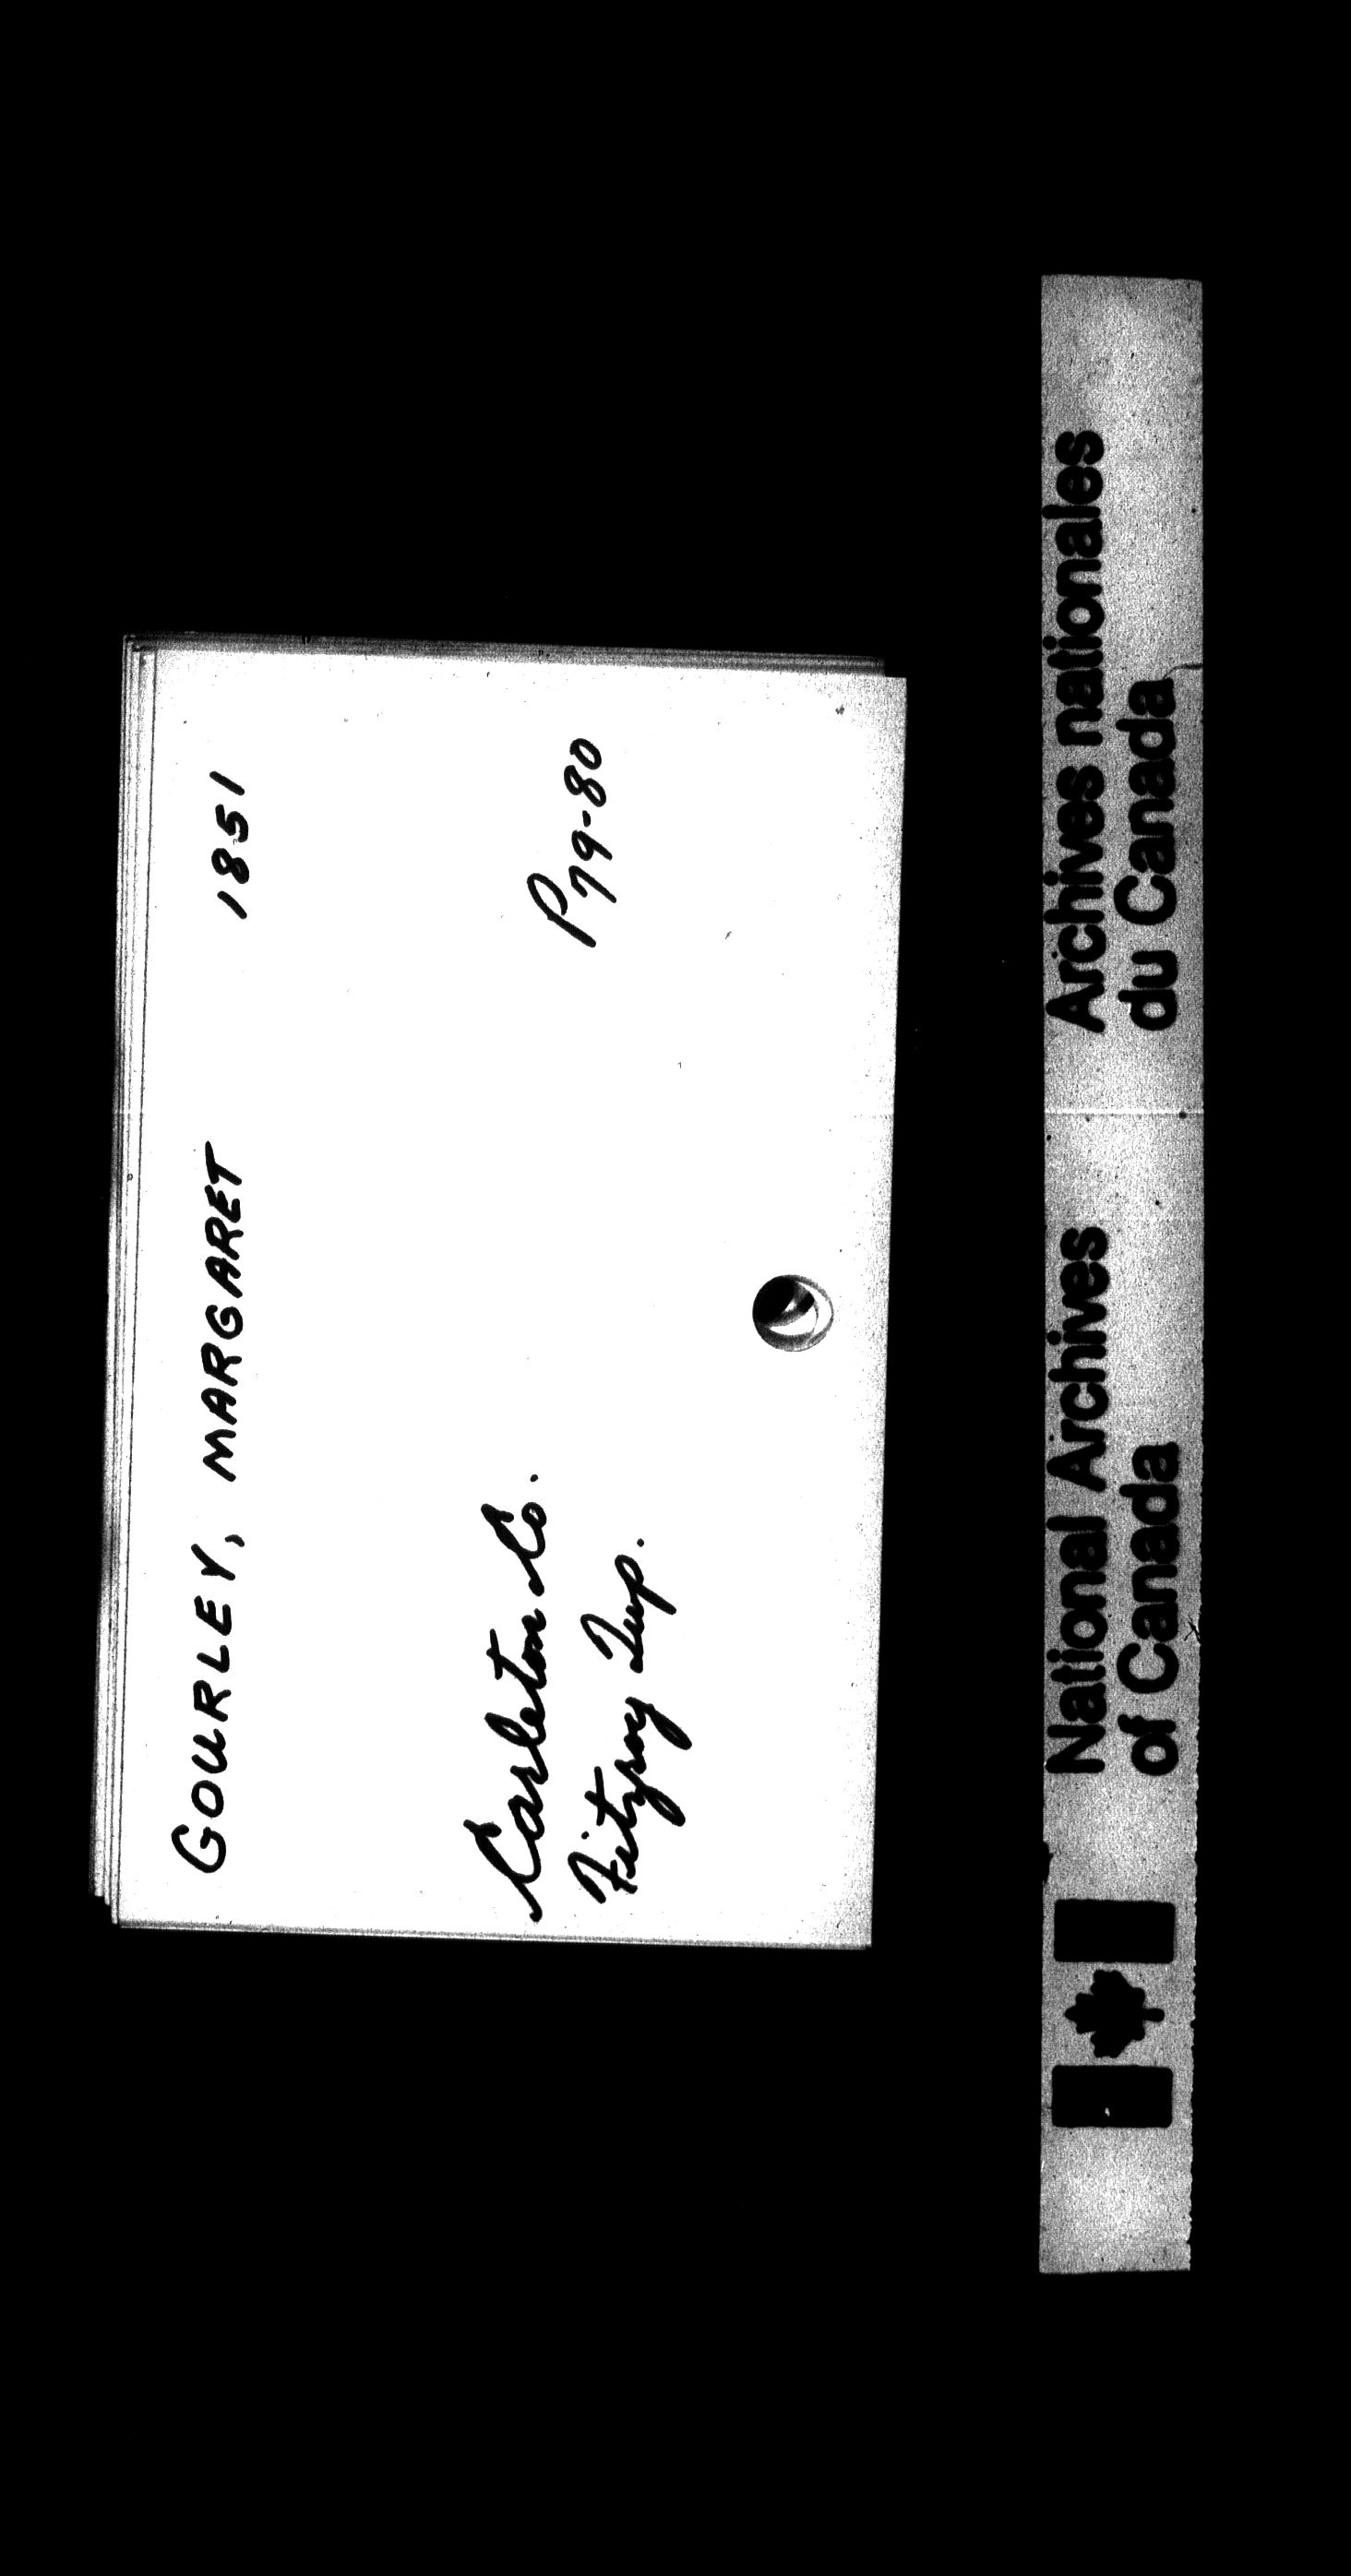 GOURLEY, MARGARET 1851
Carleton Co.
Fitzroy Twp. P79-80
National Archives
of Canada
Archives nationales
du Canada